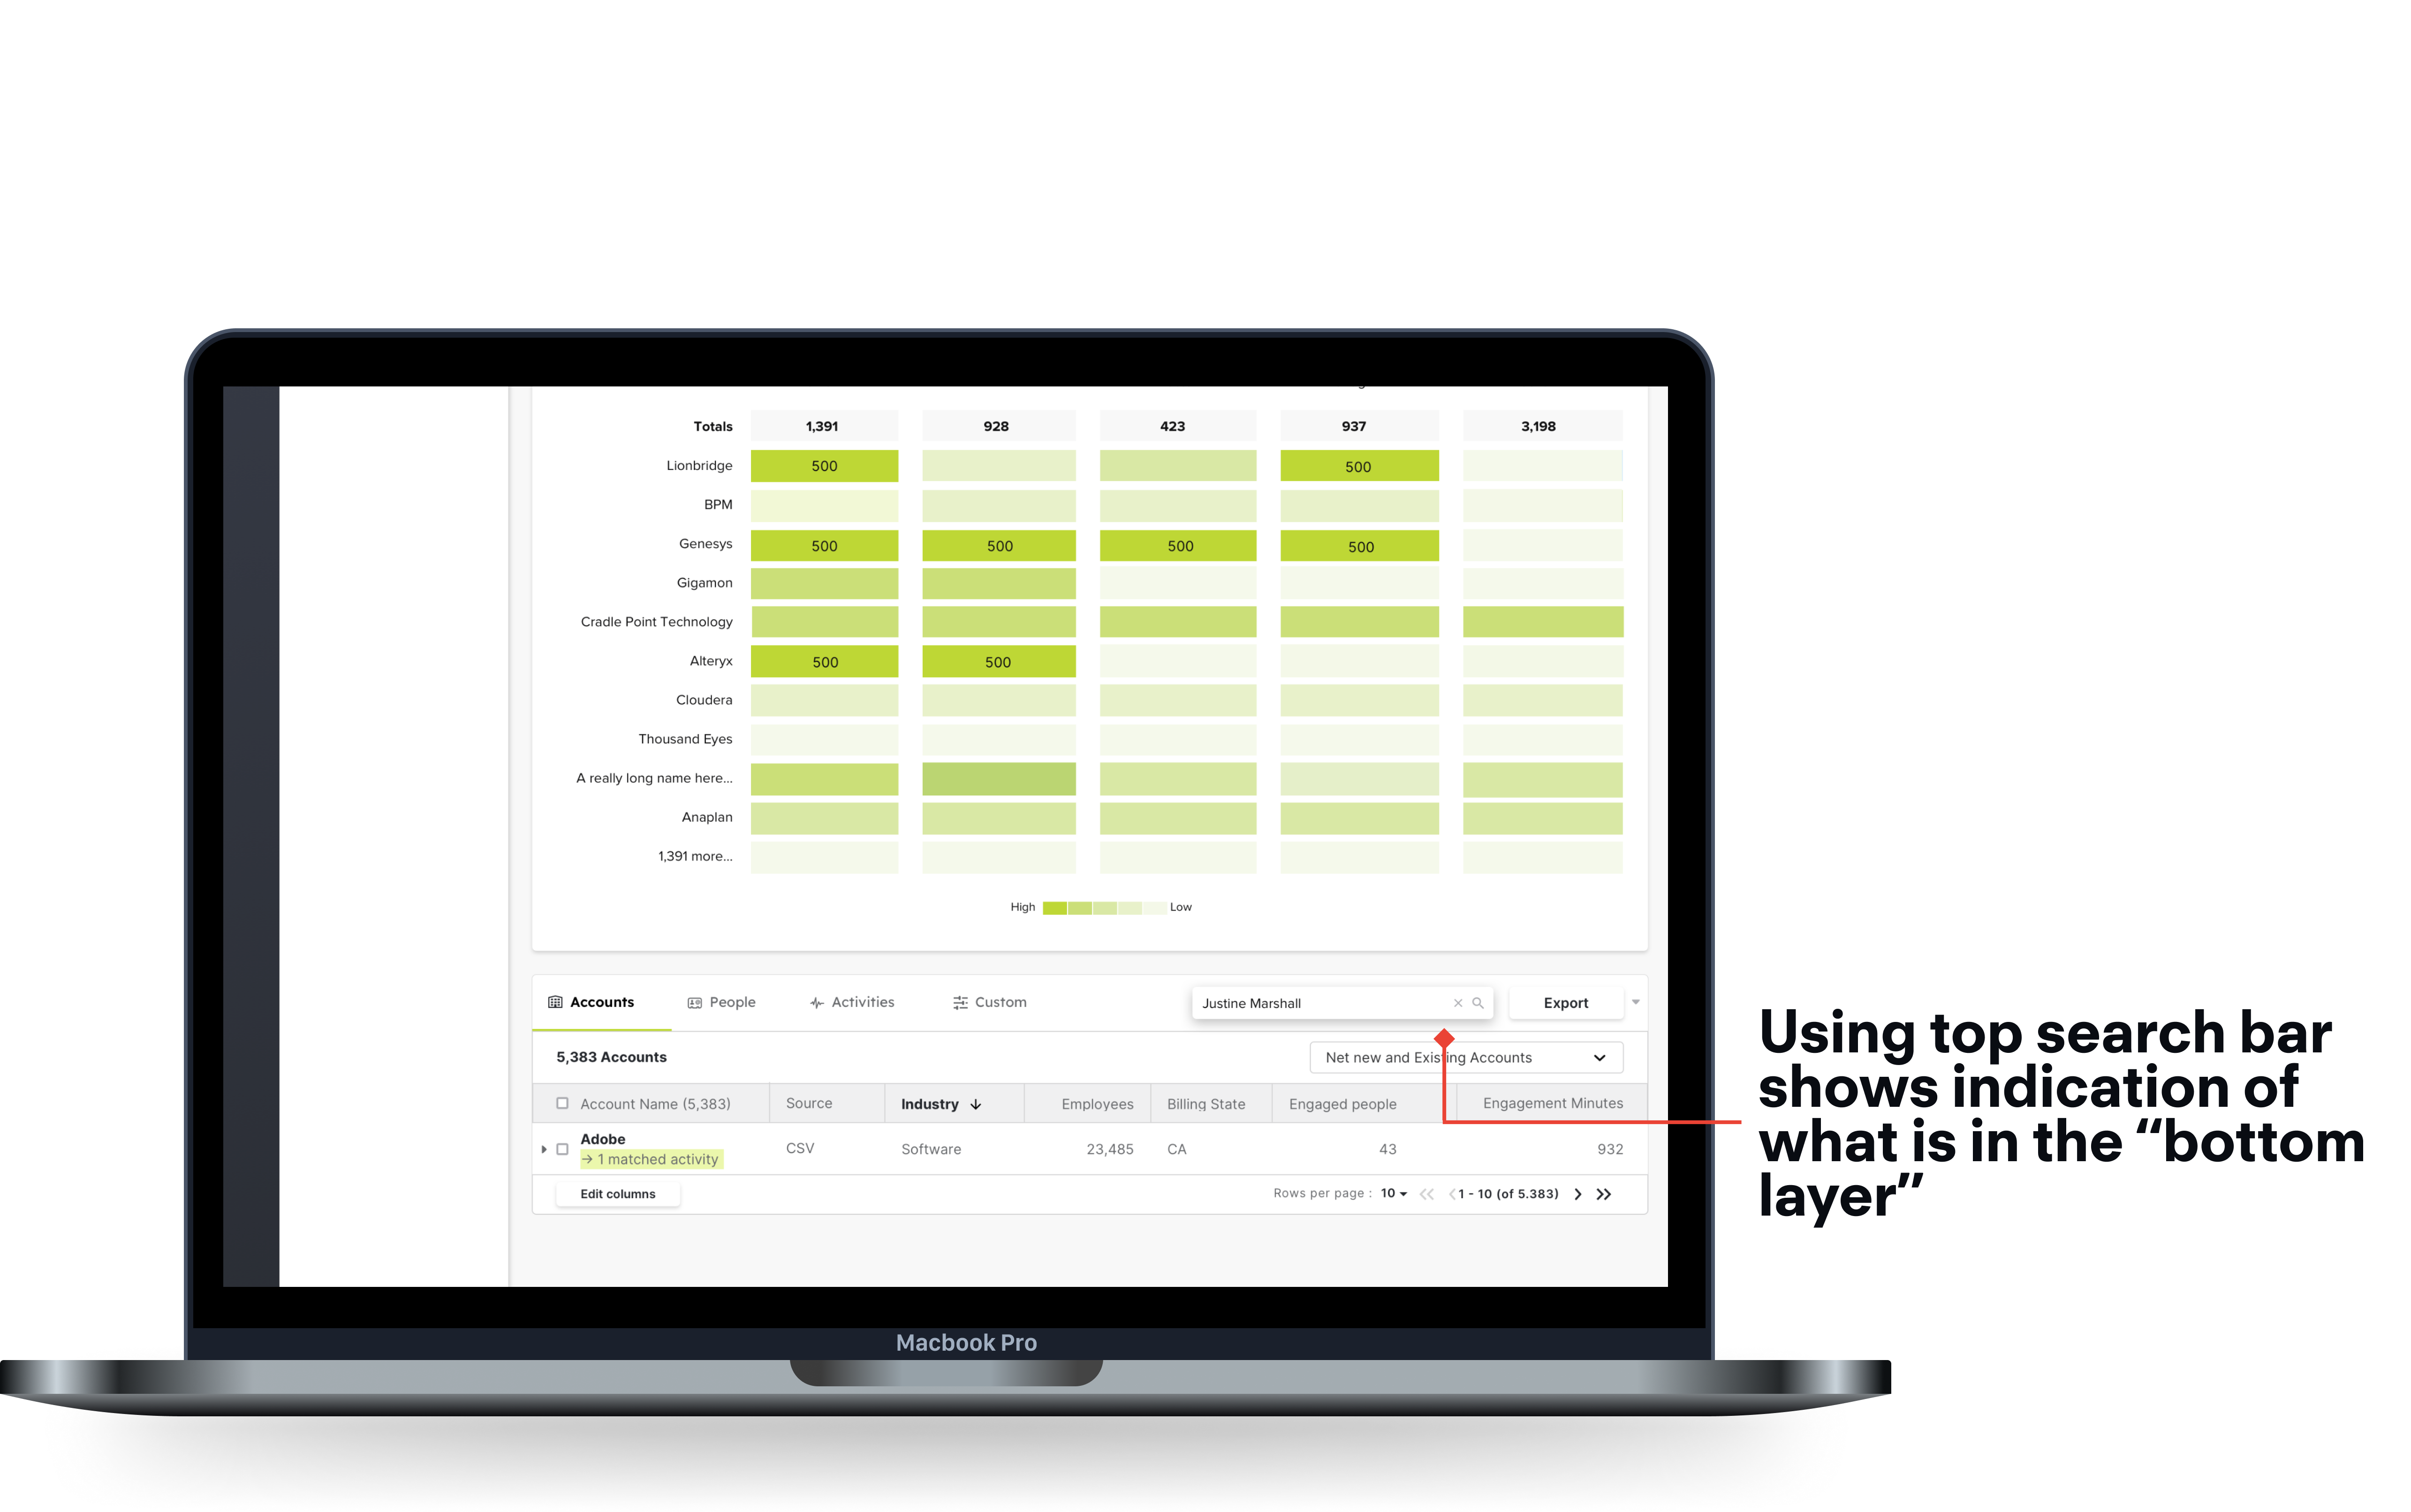 Totals 1,391 928 423 937 3,198
Lionbridge 500 500
BPM
Genesys 500 500 500 500
Gigamon
Cradle Point Technology
Alteryx 500 500
Cloudera
Thousand Eyes
A really long name here...
Anaplan
1,391 more...
High Low
Accounts People Activities Custom Justine Marshall Export
5,383 Accounts Net new and Existing Accounts
Account Name (5,383) Source Industry Employees Billing State Engaged people Engagement Minutes
Adobe CSV Software 23,485 CA 43 932
→ 1 matched activity
Edit columns Rows per page : 10 1 - 10 (of 5.383)
Macbook Pro
Using top search bar
shows indication of
what is in the “bottom
layer”